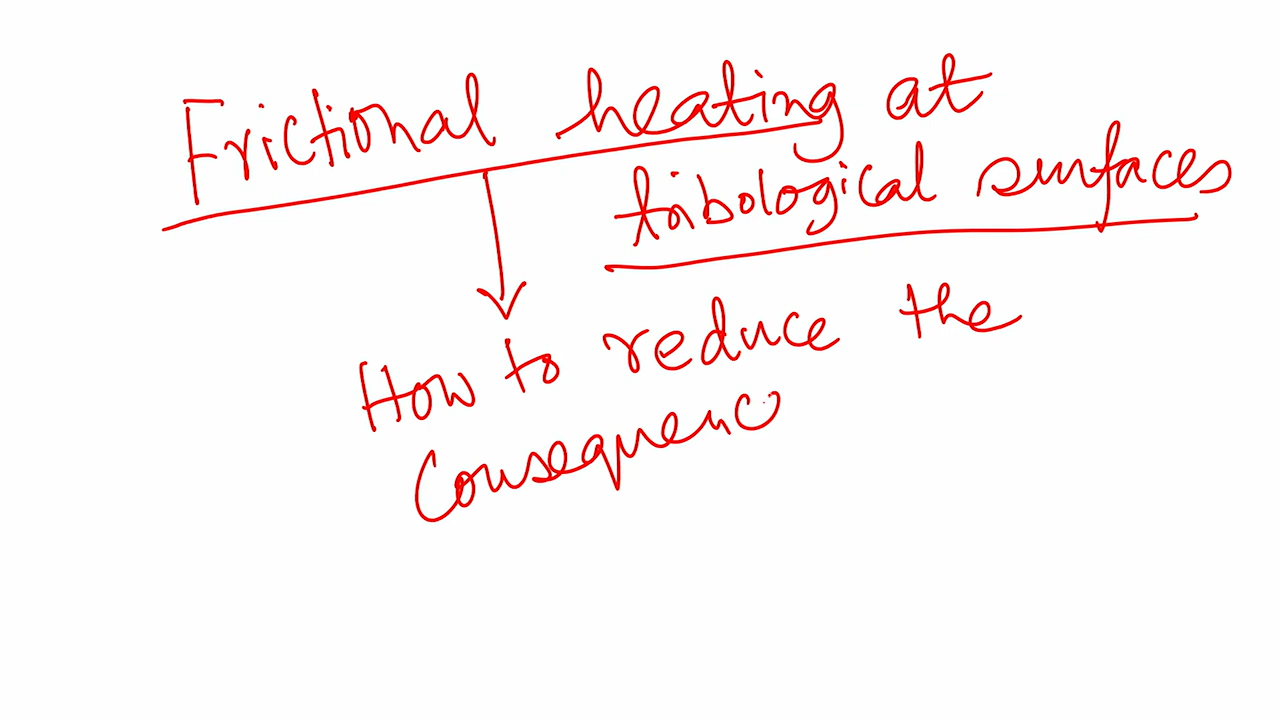 Frictional heating at
tribological surfaces
How to reduce the
Consequenc